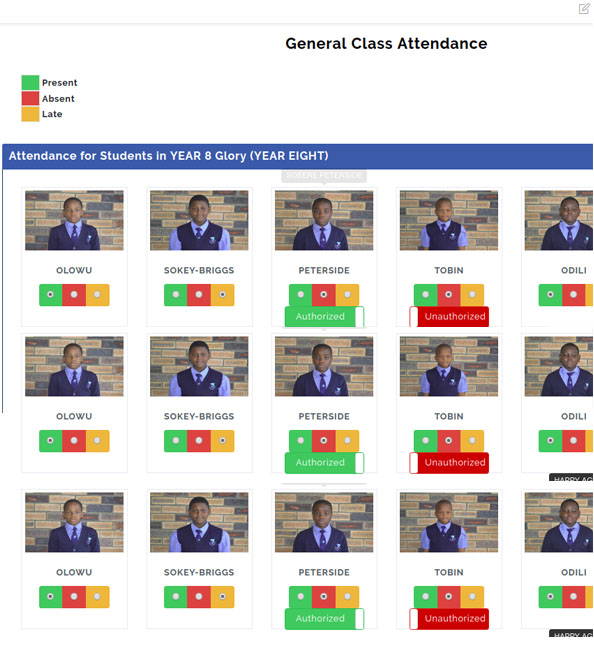 General Class Attendance
Present
Absent
Late
Attendance for Students in YEAR 8 Glory (YEAR EIGHT)
SOBERE PETERSIDE
OLOWU SOKEY-BRIGGS PETERSIDE TOBIN ODILI
Authorized Unauthorized
OLOWU SOKEY-BRIGGS PETERSIDE TOBIN ODILI
Authorized Unauthorized
HAPPY AG
OLOWU SOKEY-BRIGGS PETERSIDE TOBIN ODILI
Authorized Unauthorized
HAPPY AG